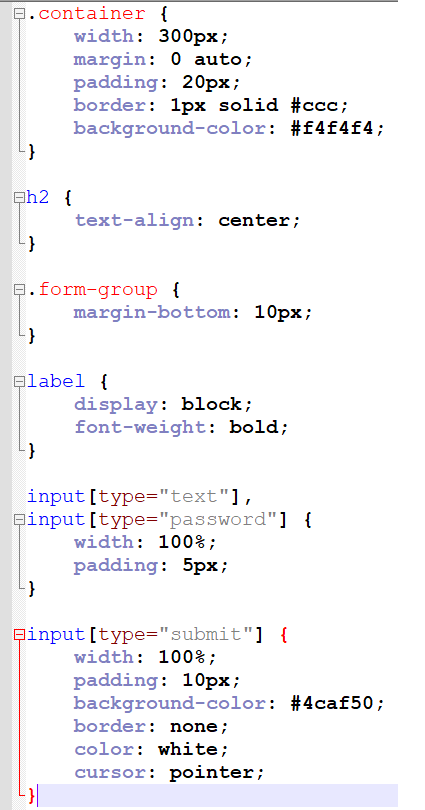 .container {
    width: 300px;
    margin: 0 auto;
    padding: 20px;
    border: 1px solid #ccc;
    background-color: #f4f4f4;
}

h2 {
    text-align: center;
}

.form-group {
    margin-bottom: 10px;
}

label {
    display: block;
    font-weight: bold;
}

input[type="text"],
input[type="password"] {
    width: 100%;
    padding: 5px;
}

input[type="submit"] {
    width: 100%;
    padding: 10px;
    background-color: #4caf50;
    border: none;
    color: white;
    cursor: pointer;
}